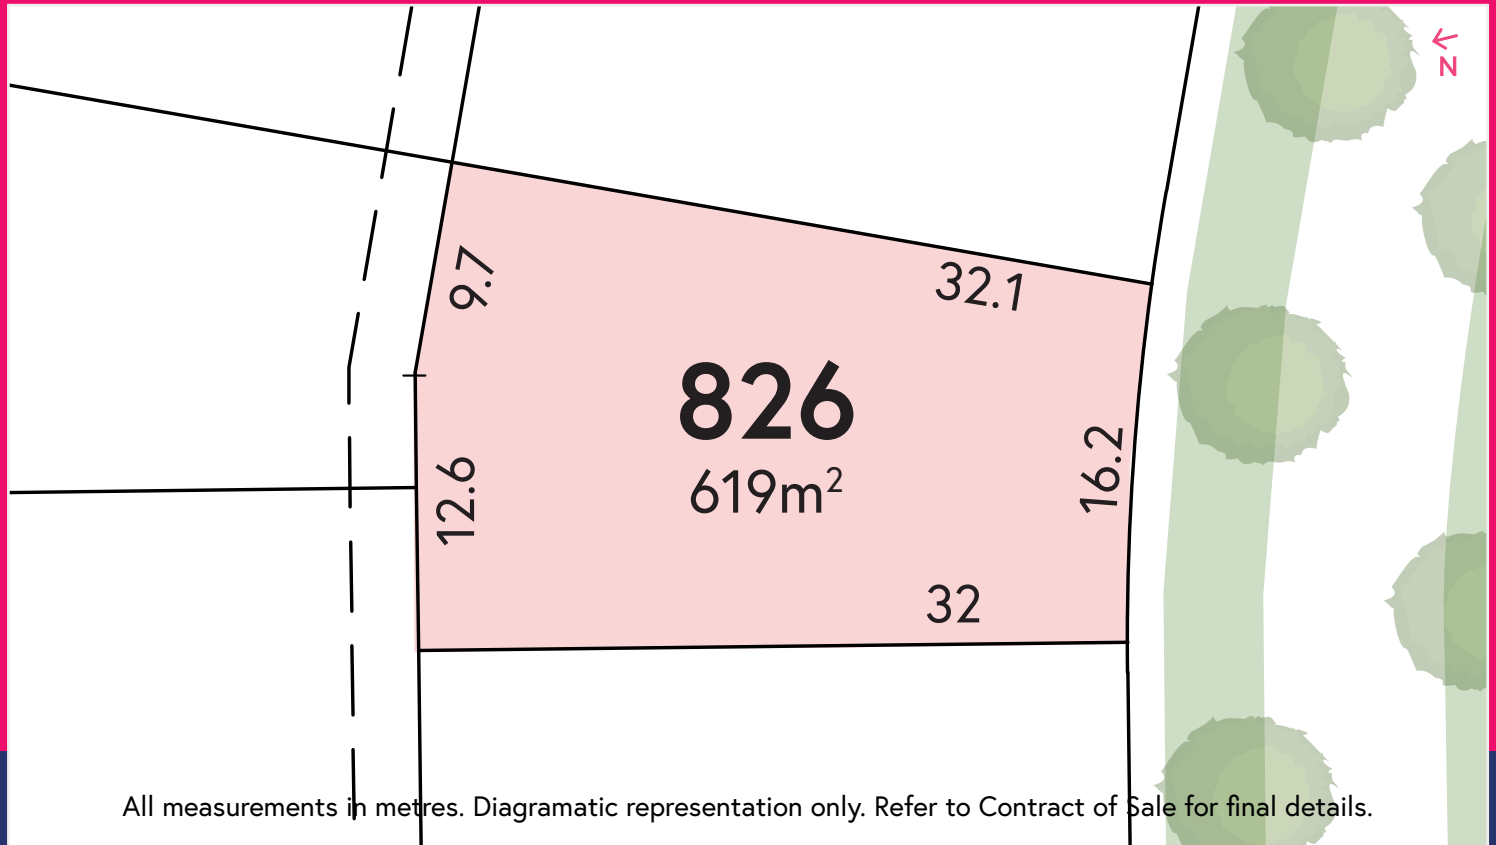 N
9.7
32.1
826
619m²
12.6
16.2
32
All measurements in metres. Diagramatic representation only. Refer to Contract of Sale for final details.